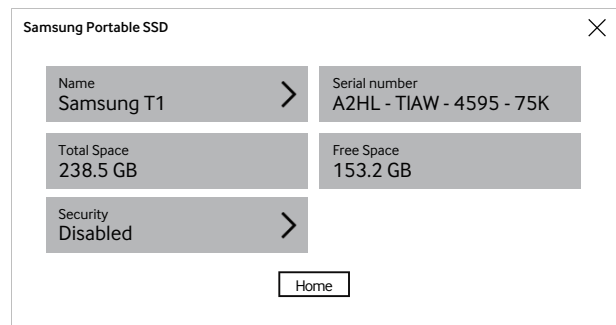 Samsung Portable SSD
Name
Samsung T1
Serial number
A2HL - TIAW - 4595 - 75K
Total Space
238.5 GB
Free Space
153.2 GB
Security
Disabled
Home